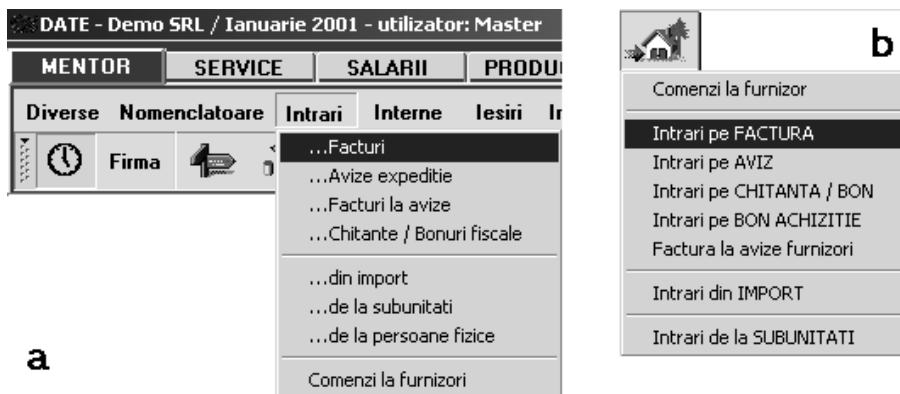 DATE - Demo SRL / Ianuarie 2001 - utilizator: Master
MENTOR SERVICE SALARII PRODU
Diverse Nomenclatoare Intrari Interne Iesiri
Firma
...Facturi
...Avize expeditie
...Facturi la avize
...Chitante / Bonuri fiscale
...din import
...de la subunitati
...de la persoane fizice
Comenzi la furnizori
a
b
Comenzi la furnizor
Intrari pe FACTURA
Intrari pe AVIZ
Intrari pe CHITANTA / BON
Intrari pe BON ACHIZITIE
Factura la avize furnizori
Intrari din IMPORT
Intrari de la SUBUNITATI